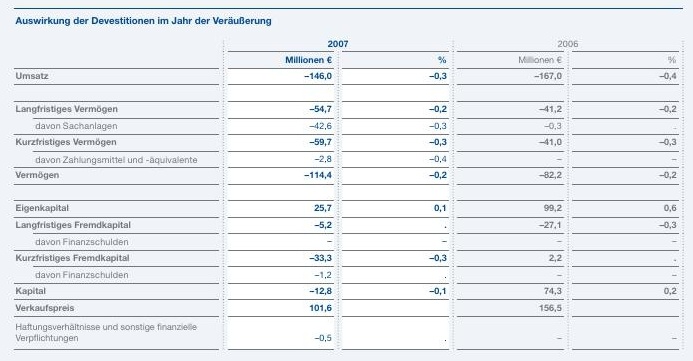 Auswirkung der Devestitionen im Jahr der Veräußerung
2007 2006
Millionen € % Millionen € %
Umsatz –146,0 –0,3 –167,0 –0,4
Langfristiges Vermögen –54,7 –0,2 –41,2 –0,2
davon Sachanlagen –42,6 –0,3 –0,3 .
Kurzfristiges Vermögen –59,7 –0,3 –41,0 –0,3
davon Zahlungsmittel und -äquivalente –2,8 –0,4 – –
Vermögen –114,4 –0,2 –82,2 –0,2
Eigenkapital 25,7 0,1 99,2 0,6
Langfristiges Fremdkapital –5,2 . –27,1 –0,3
davon Finanzschulden – – – –
Kurzfristiges Fremdkapital –33,3 –0,3 2,2 .
davon Finanzschulden –1,2 . – –
Kapital –12,8 –0,1 74,3 0,2
Verkaufspreis 101,6 156,5
Haftungsverhältnisse und sonstige finanzielle
Verpflichtungen –0,5 . – –